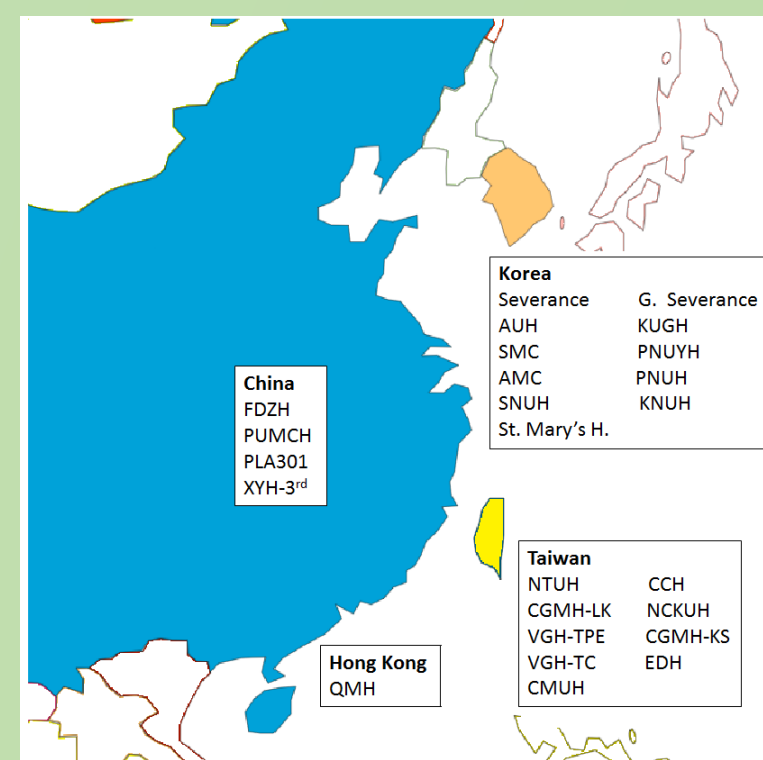 Korea
Severance G. Severance
AUH KUGH
SMC PNUYH
AMC PNUH
SNUH KNUH
St. Mary’s H.
China
FDZH
PUMCH
PLA301
XYH-3rd
Taiwan
NTUH CCH
CGMH-LK NCKUH
VGH-TPE CGMH-KS
VGH-TC EDH
CMUH
Hong Kong
QMH